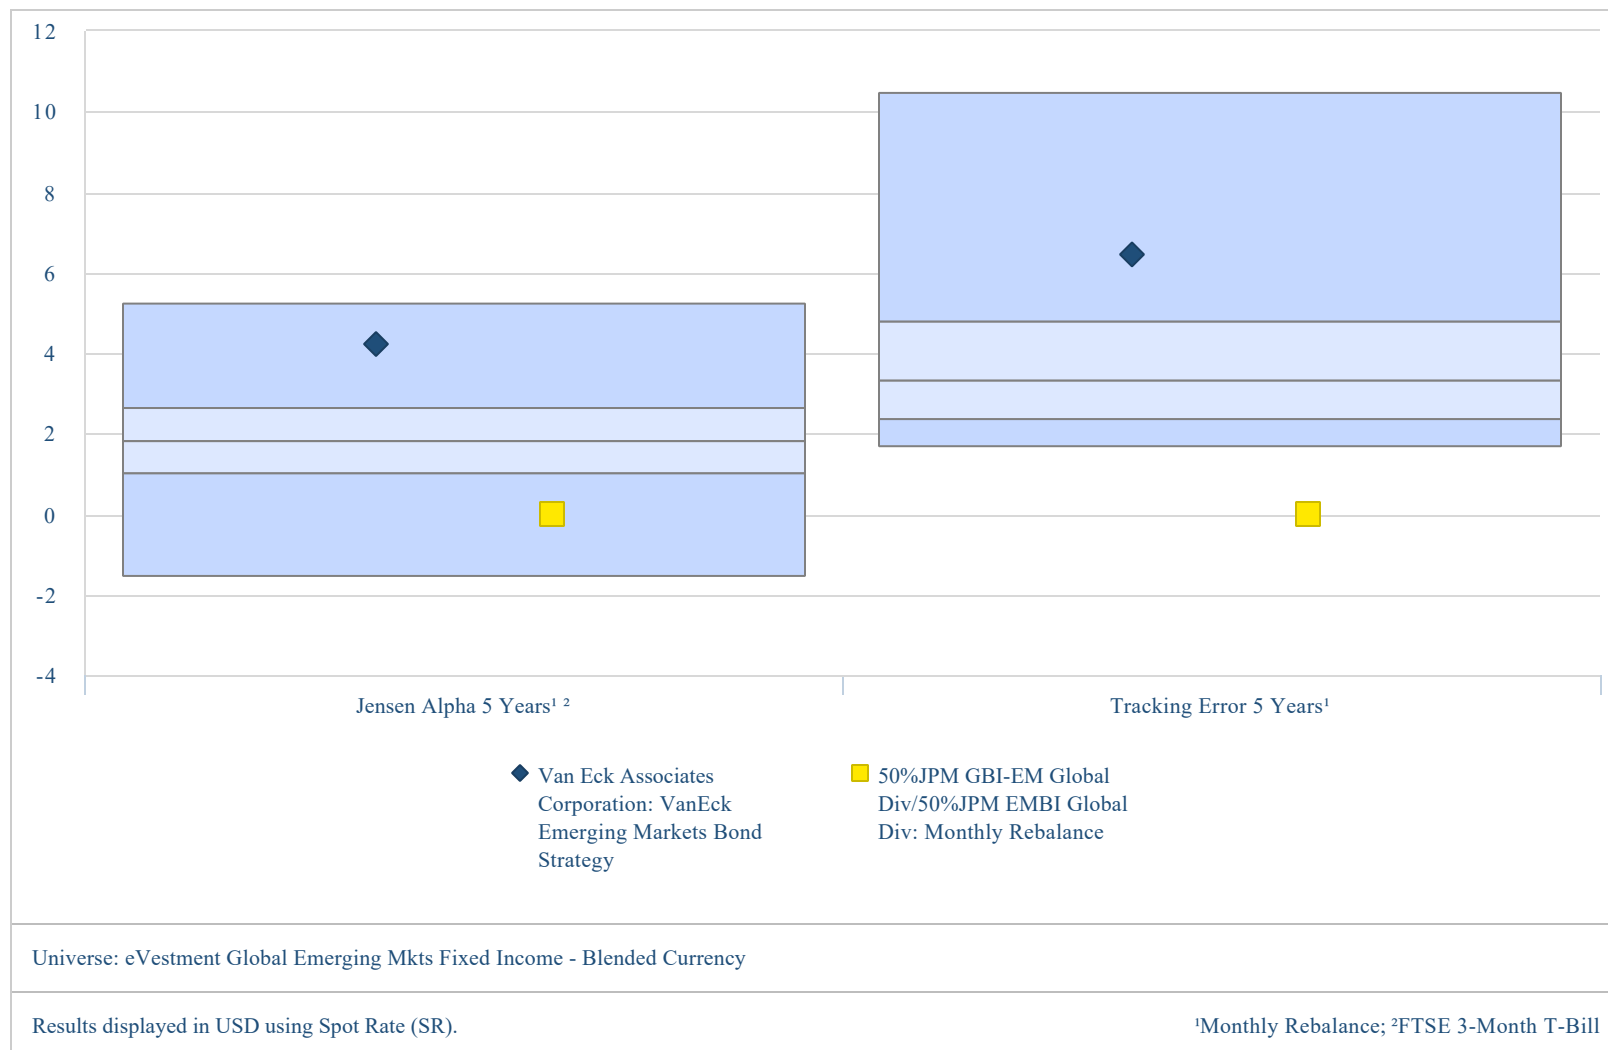 12
10
8
6
4
2
0
-2
-4
Jensen Alpha 5 Years¹ ²
Tracking Error 5 Years¹
Van Eck Associates
Corporation: VanEck
Emerging Markets Bond
Strategy
50%JPM GBI-EM Global
Div/50%JPM EMBI Global
Div: Monthly Rebalance
Universe: eVestment Global Emerging Mkts Fixed Income - Blended Currency
Results displayed in USD using Spot Rate (SR).
¹Monthly Rebalance; ²FTSE 3-Month T-Bill